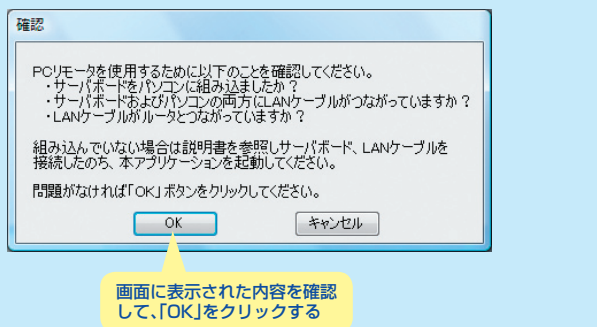 確認
PCリモータを使用するために以下のことを確認してください。
・サーバボードをパソコンに組み込みましたか？
・サーバボードおよびパソコンの両方にLANケーブルがつながっていますか？
・LANケーブルがルータとつながっていますか？
組み込んでいない場合は説明書を参照しサーバボード、LANケーブルを
接続したのち、本アプリケーションを起動してください。
問題がなければ「OK」ボタンをクリックしてください。
OK
キャンセル
画面に表示された内容を確認
して、「OK」をクリックする